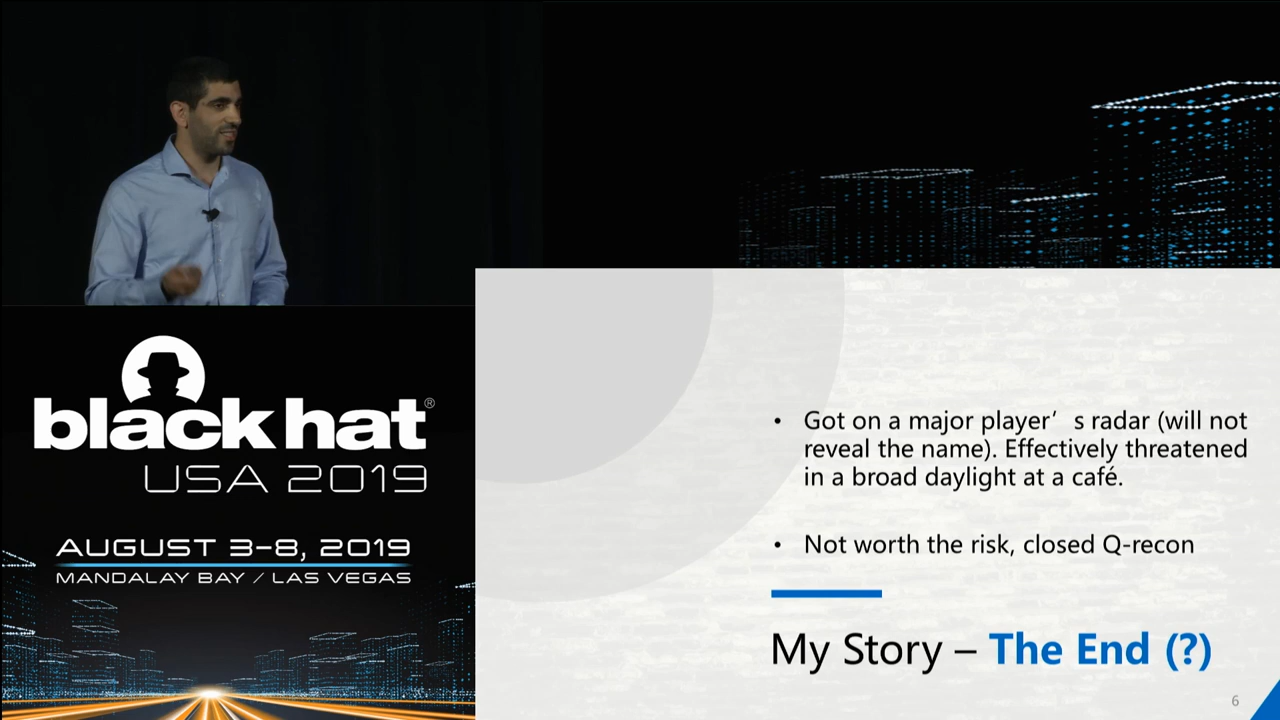 black hat®
USA 2019
AUGUST 3-8, 2019
MANDALAY BAY / LAS VEGAS
• Got on a major player’s radar (will not
reveal the name). Effectively threatened
in a broad daylight at a café.
• Not worth the risk, closed Q-recon
My Story – The End (?)
6